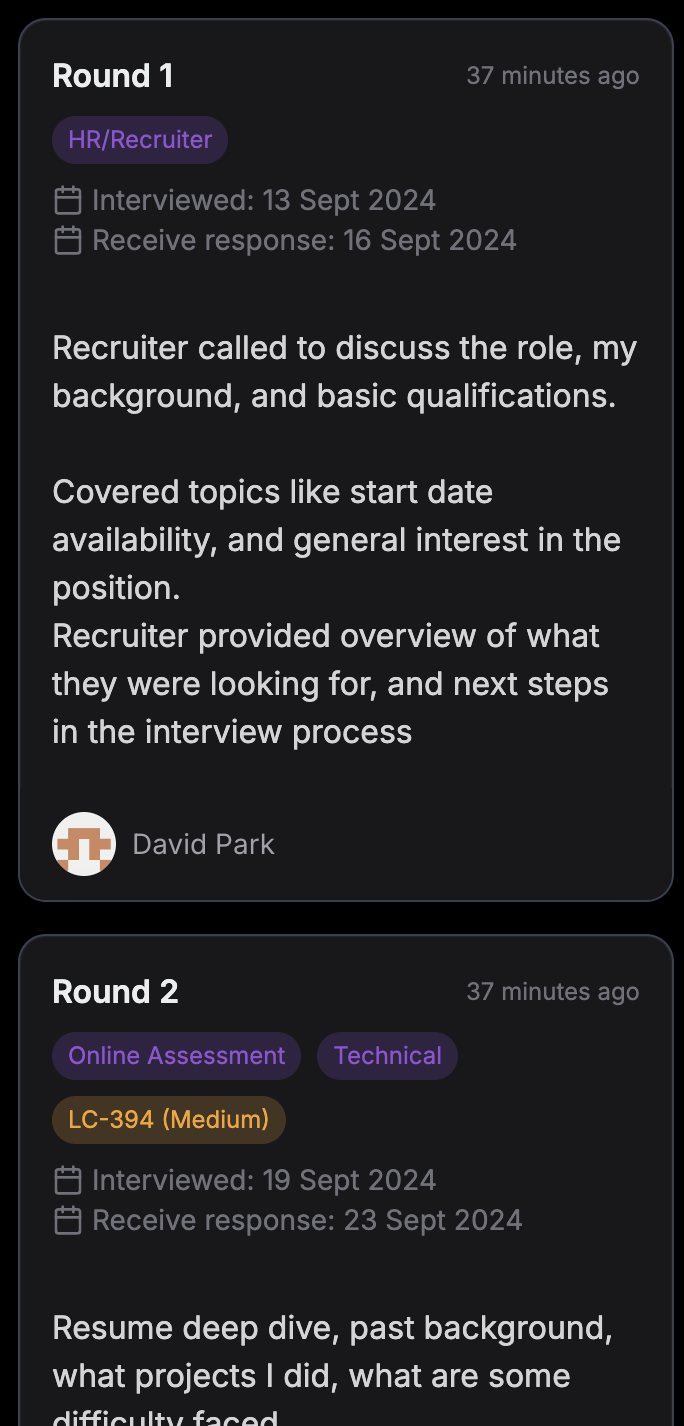 Round 1
37 minutes ago
HR/Recruiter
Interviewed: 13 Sept 2024
Receive response: 16 Sept 2024
Recruiter called to discuss the role, my
background, and basic qualifications.
Covered topics like start date
availability, and general interest in the
position.
Recruiter provided overview of what
they were looking for, and next steps
in the interview process
David Park
Round 2
37 minutes ago
Online Assessment
Technical
LC-394 (Medium)
Interviewed: 19 Sept 2024
Receive response: 23 Sept 2024
Resume deep dive, past background,
what projects I did, what are some
difficulty faced